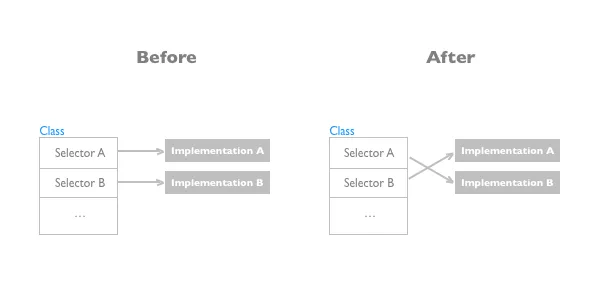 Before
Class
Selector A
Implementation A
Selector B
Implementation B
...
After
Class
Selector A
Implementation A
Selector B
Implementation B
...